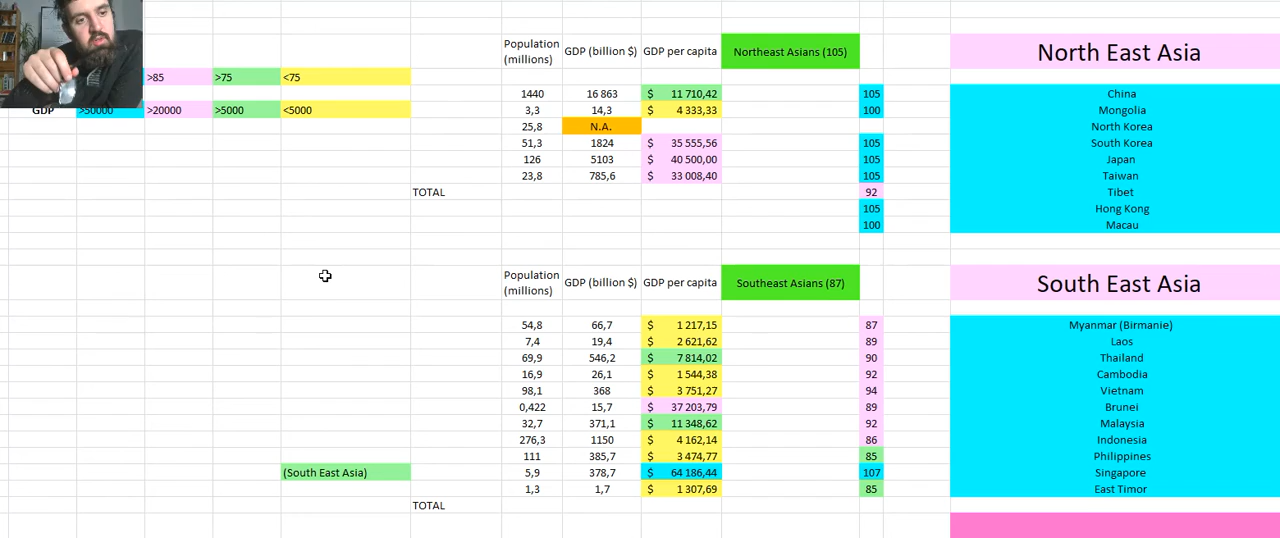 Population (millions) GDP (billion $) GDP per capita Northeast Asians (105) North East Asia
>85 >75 <75
1440 16 863 $ 11 710,42 105 China
GDP >50000 >20000 >5000 <5000 3,3 14,3 $ 4 333,33 100 Mongolia
25,8 N.A. North Korea
51,3 1824 $ 35 555,56 105 South Korea
126 5103 $ 40 500,00 105 Japan
23,8 785,6 $ 33 008,40 105 Taiwan
TOTAL 92 Tibet
105 Hong Kong
100 Macau
Population (millions) GDP (billion $) GDP per capita Southeast Asians (87) South East Asia
54,8 66,7 $ 1 217,15 87 Myanmar (Birmanie)
7,4 19,4 $ 2 621,62 89 Laos
69,9 546,2 $ 7 814,02 90 Thailand
16,9 26,1 $ 1 544,38 92 Cambodia
98,1 368 $ 3 751,27 94 Vietnam
0,422 15,7 $ 37 203,79 89 Brunei
32,7 371,1 $ 11 348,62 92 Malaysia
276,3 1150 $ 4 162,14 86 Indonesia
111 385,7 $ 3 474,77 85 Philippines
(South East Asia) 5,9 378,7 $ 64 186,44 107 Singapore
1,3 1,7 $ 1 307,69 85 East Timor
TOTAL